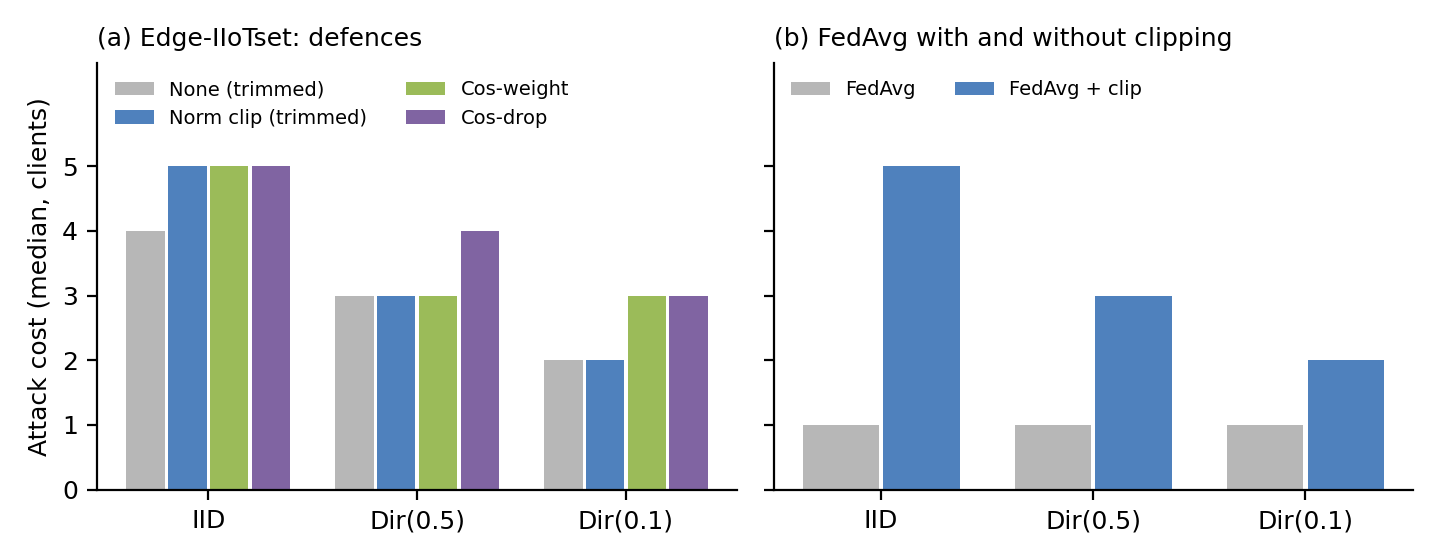 (a) Edge-IIoTset: defences
None (trimmed)
Norm clip (trimmed)
Cos-weight
Cos-drop
Attack cost (median, clients)
5
4
3
2
1
0
IID
Dir(0.5)
Dir(0.1)
(b) FedAvg with and without clipping
FedAvg
FedAvg + clip
IID
Dir(0.5)
Dir(0.1)